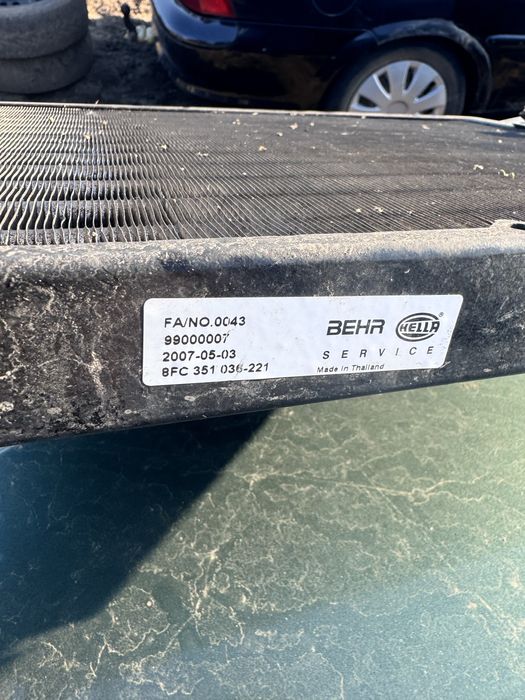 FA/NO.0043
99000007
2007-05-03
8FC 351 036-221
BEHR HELLA
SERVICE
Made in Thailand